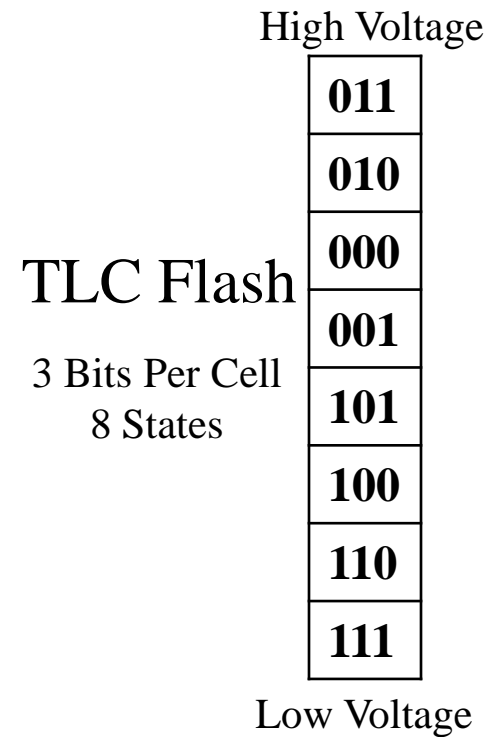 High Voltage
011
010
000
TLC Flash
001
3 Bits Per Cell
101
8 States
100
110
111
Low Voltage